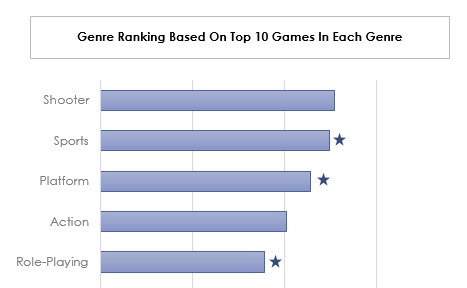 Genre Ranking Based On Top 10 Games In Each Genre
Shooter
Sports
Platform
Action
Role-Playing